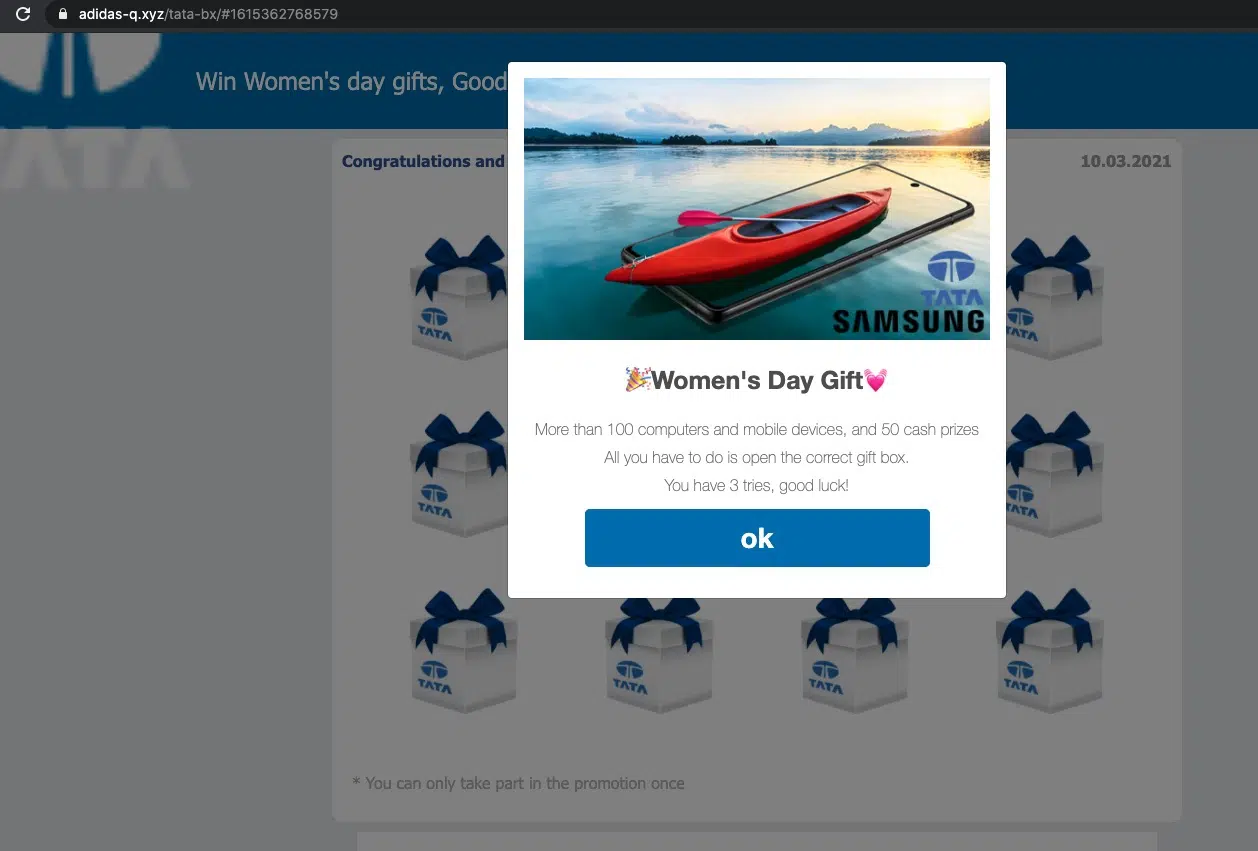 adidas-q.xyz/tata-bx/#1615362768579
Win Women's day gifts, Good
TATA
Congratulations and
10.03.2021
TATA
SAMSUNG
🎉Women's Day Gift💓
More than 100 computers and mobile devices, and 50 cash prizes
All you have to do is open the correct gift box.
You have 3 tries, good luck!
ok
TATA
TATA
TATA
TATA
TATA
TATA
TATA
TATA
* You can only take part in the promotion once